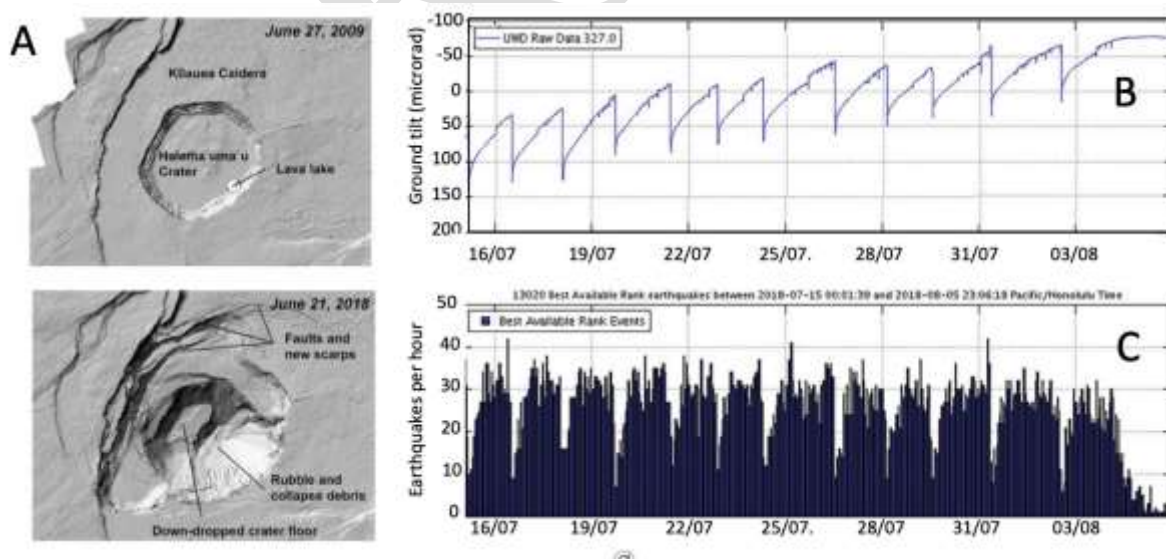 A
June 27, 2009
Kilauea Caldera
Crater
Lava lake
June 21, 2018
Faults and
new scarps
Rubble and
collapse debris
Down-dropped crater floor
B
UWD Raw Data 327.0
Ground tilt (microrad)
-100
-50
0
50
100
150
200
16/07
19/07
22/07
25/07.
28/07
31/07
03/08
13020 Best Available Rank earthquakes between 2018-07-15 00:01:39 and 2018-08-05 23:06:18 Pacific/Honolulu Time
C
Best Available Rank Events
Earthquakes per hour
50
40
30
20
10
0
16/07
19/07
22/07
25/07
28/07
31/07
03/08